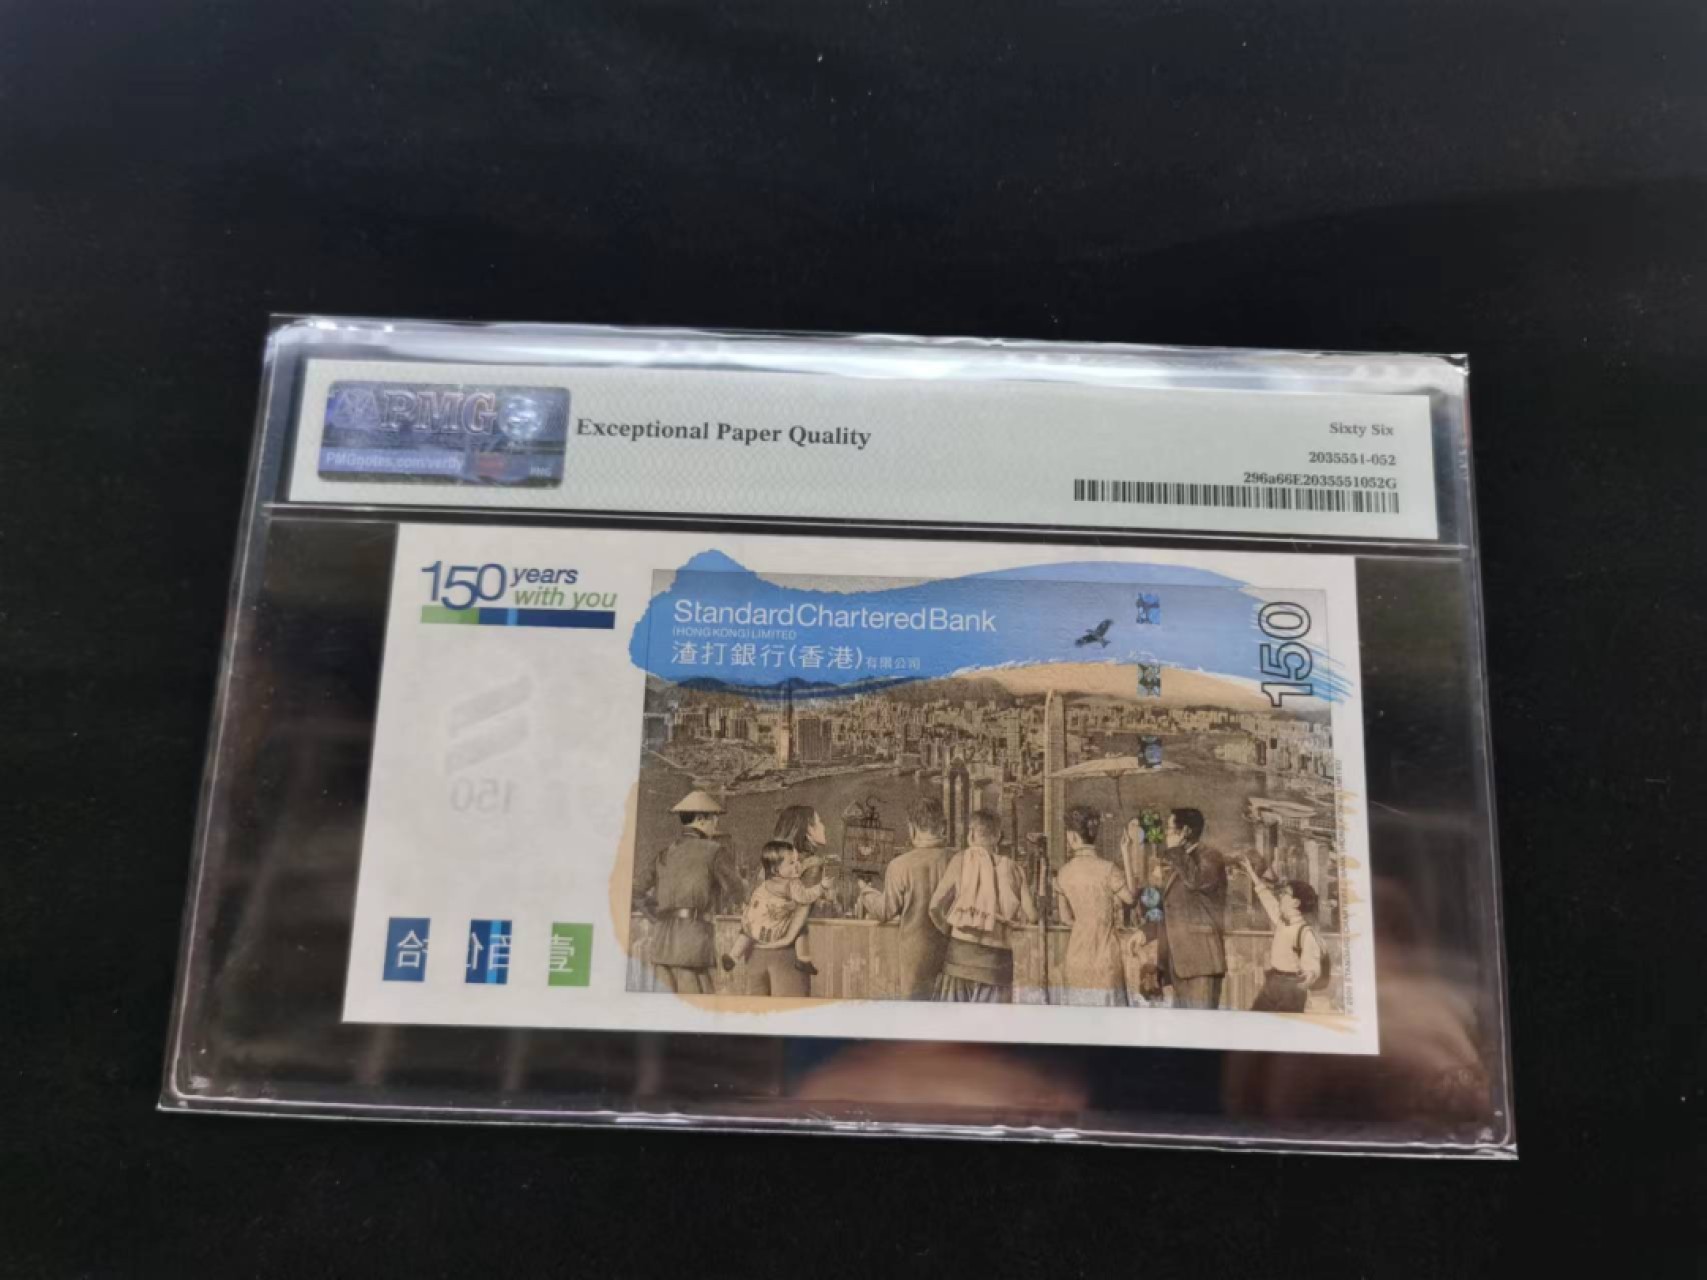 PMG
PMGnotes.com/verify
PMG
Exceptional Paper Quality
Sixty Six
2035551-052
296a66E2035551052G
150 years
with you
Standard Chartered Bank
(HONG KONG) LIMITED
渣打銀行(香港)有限公司
150
150